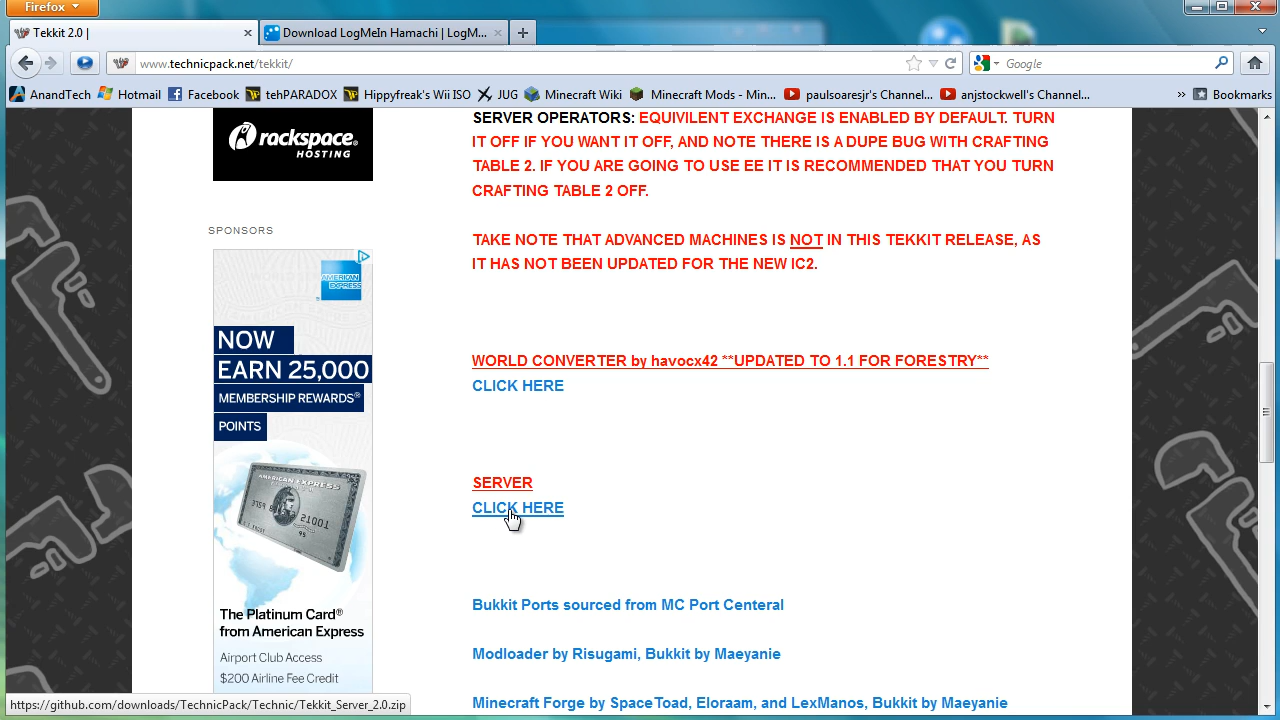 Firefox
Tekkit 2.0 |
Download LogMeIn Hamachi | LogM...
www.technicpack.net/tekkit/
Google
AnandTech
Hotmail
Facebook
tehPARADOX
Hippyfreak's Wii ISO
JUG
Minecraft Wiki
Minecraft Mods - Min...
paulsoaresjr's Channel...
anjstockwell's Channel...
»
Bookmarks
rackspace
HOSTING
SPONSORS
AMERICAN
EXPRESS
NOW
EARN 25,000
MEMBERSHIP REWARDS®
POINTS
AMERICAN EXPRESS
The Platinum Card®
from American Express
Airport Club Access
$200 Airline Fee Credit
SERVER OPERATORS: EQUIVILENT EXCHANGE IS ENABLED BY DEFAULT. TURN
IT OFF IF YOU WANT IT OFF, AND NOTE THERE IS A DUPE BUG WITH CRAFTING
TABLE 2. IF YOU ARE GOING TO USE EE IT IS RECOMMENDED THAT YOU TURN
CRAFTING TABLE 2 OFF.
TAKE NOTE THAT ADVANCED MACHINES IS NOT IN THIS TEKKIT RELEASE, AS
IT HAS NOT BEEN UPDATED FOR THE NEW IC2.
WORLD CONVERTER by havocx42 **UPDATED TO 1.1 FOR FORESTRY**
CLICK HERE
SERVER
CLICK HERE
Bukkit Ports sourced from MC Port Centeral
Modloader by Risugami, Bukkit by Maeyanie
Minecraft Forge by SpaceToad, Eloraam, and LexManos, Bukkit by Maeyanie
https://github.com/downloads/TechnicPack/Technic/Tekkit_Server_2.0.zip